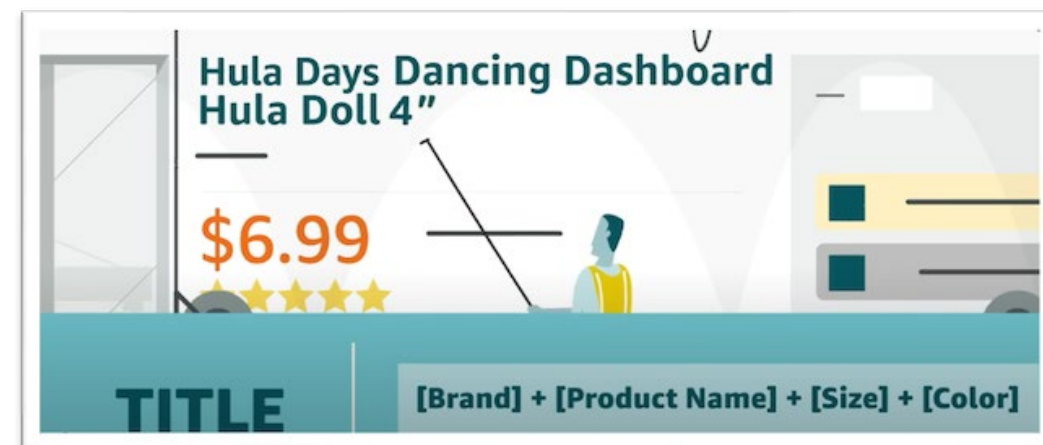 Hula Days Dancing Dashboard
Hula Doll 4”
$6.99
TITLE
[Brand] + [Product Name] + [Size] + [Color]